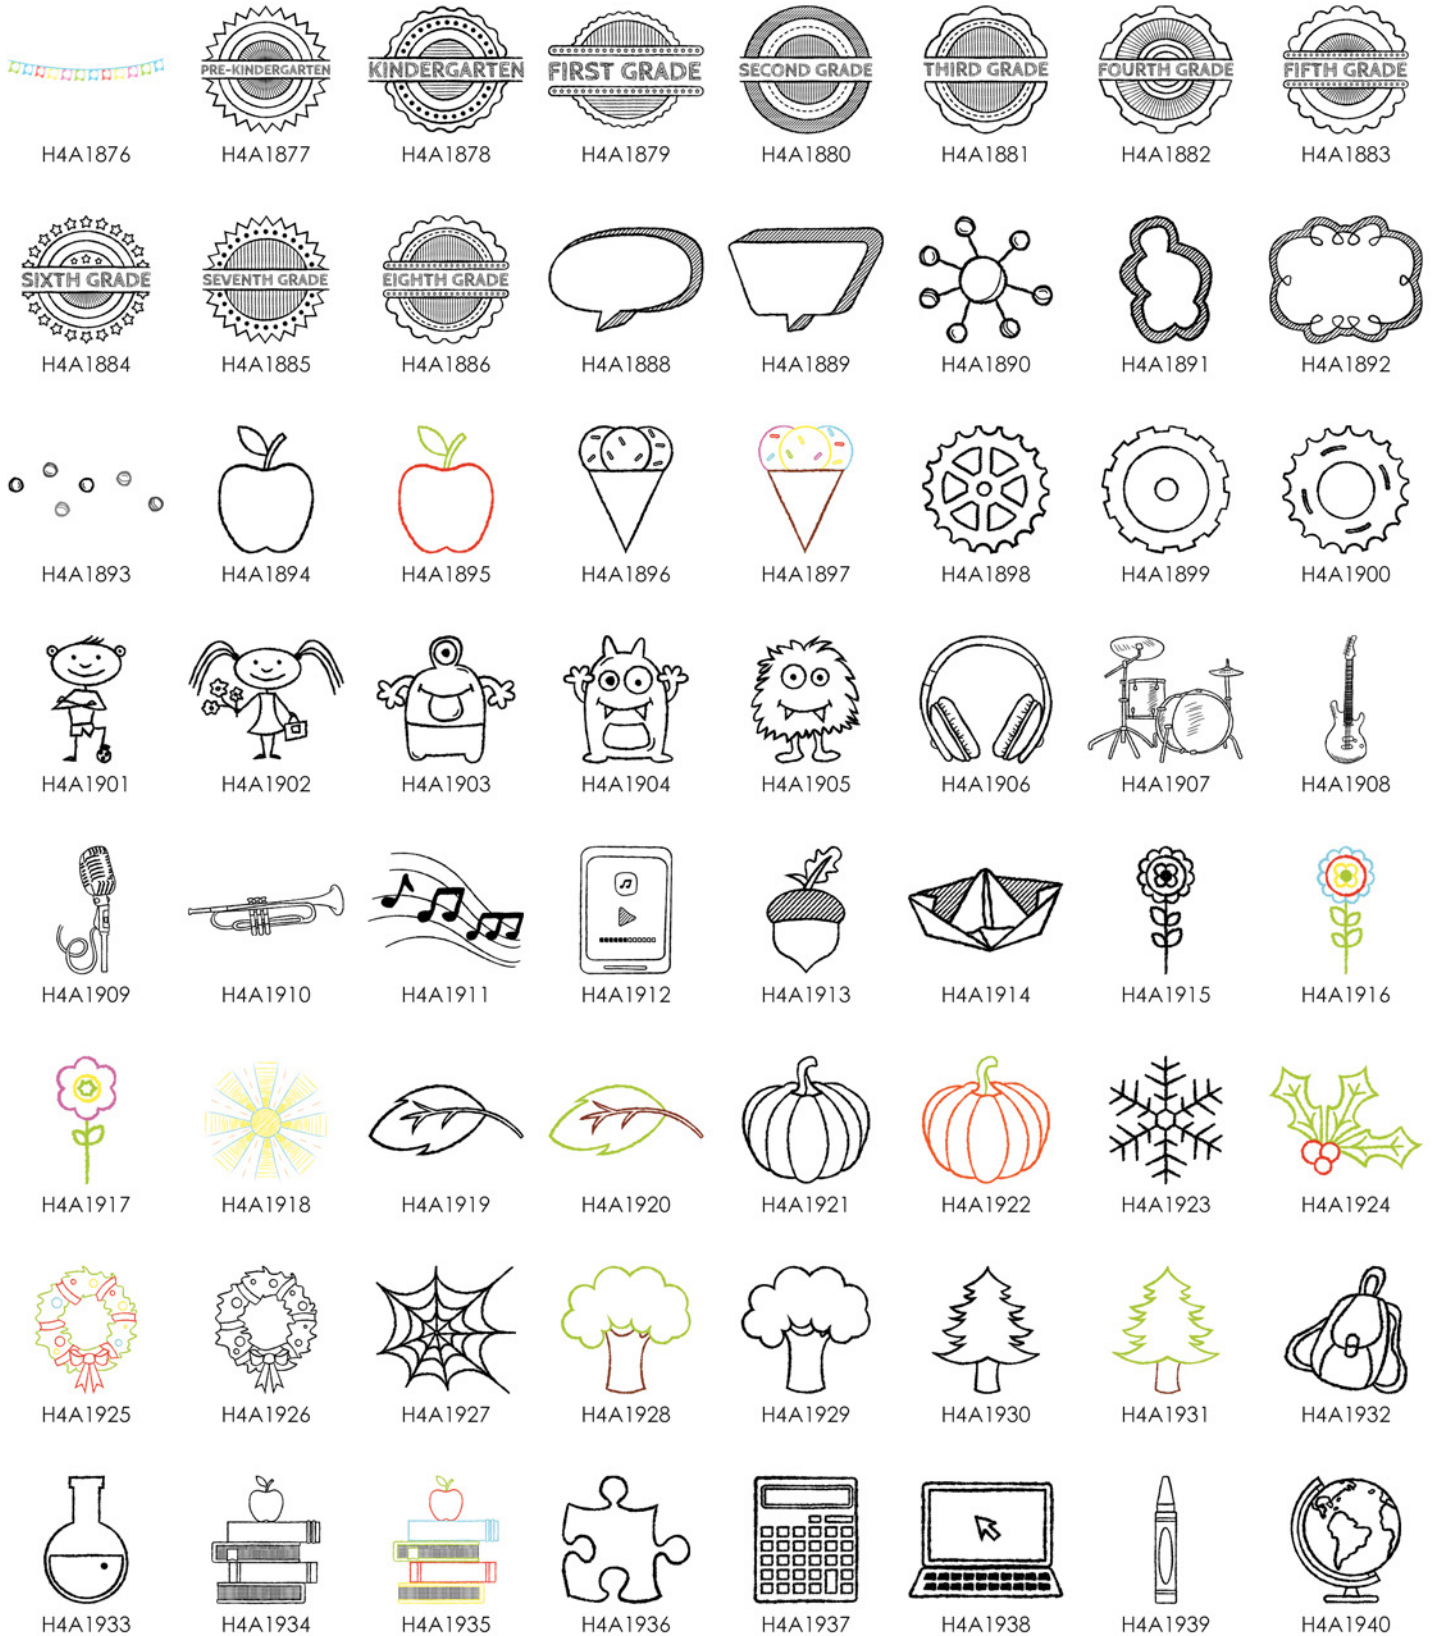 PRE-KINDERGARTEN
KINDERGARTEN
FIRST GRADE
SECOND GRADE
THIRD GRADE
FOURTH GRADE
FIFTH GRADE
H4A1876 H4A1877 H4A1878 H4A1879 H4A1880 H4A1881 H4A1882 H4A1883
SIXTH GRADE
SEVENTH GRADE
EIGHTH GRADE
H4A1884 H4A1885 H4A1886 H4A1888 H4A1889 H4A1890 H4A1891 H4A1892
H4A1893 H4A1894 H4A1895 H4A1896 H4A1897 H4A1898 H4A1899 H4A1900
H4A1901 H4A1902 H4A1903 H4A1904 H4A1905 H4A1906 H4A1907 H4A1908
H4A1909 H4A1910 H4A1911 H4A1912 H4A1913 H4A1914 H4A1915 H4A1916
H4A1917 H4A1918 H4A1919 H4A1920 H4A1921 H4A1922 H4A1923 H4A1924
H4A1925 H4A1926 H4A1927 H4A1928 H4A1929 H4A1930 H4A1931 H4A1932
H4A1933 H4A1934 H4A1935 H4A1936 H4A1937 H4A1938 H4A1939 H4A1940